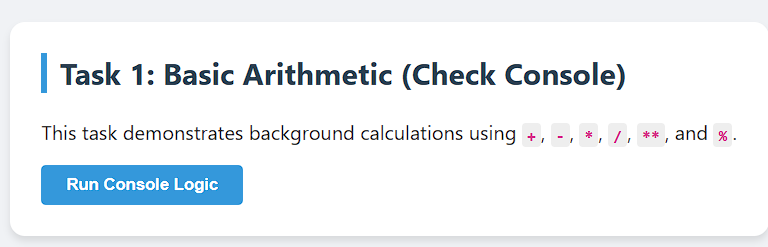 Task 1: Basic Arithmetic (Check Console)
This task demonstrates background calculations using +, -, *, /, **, and %.
Run Console Logic